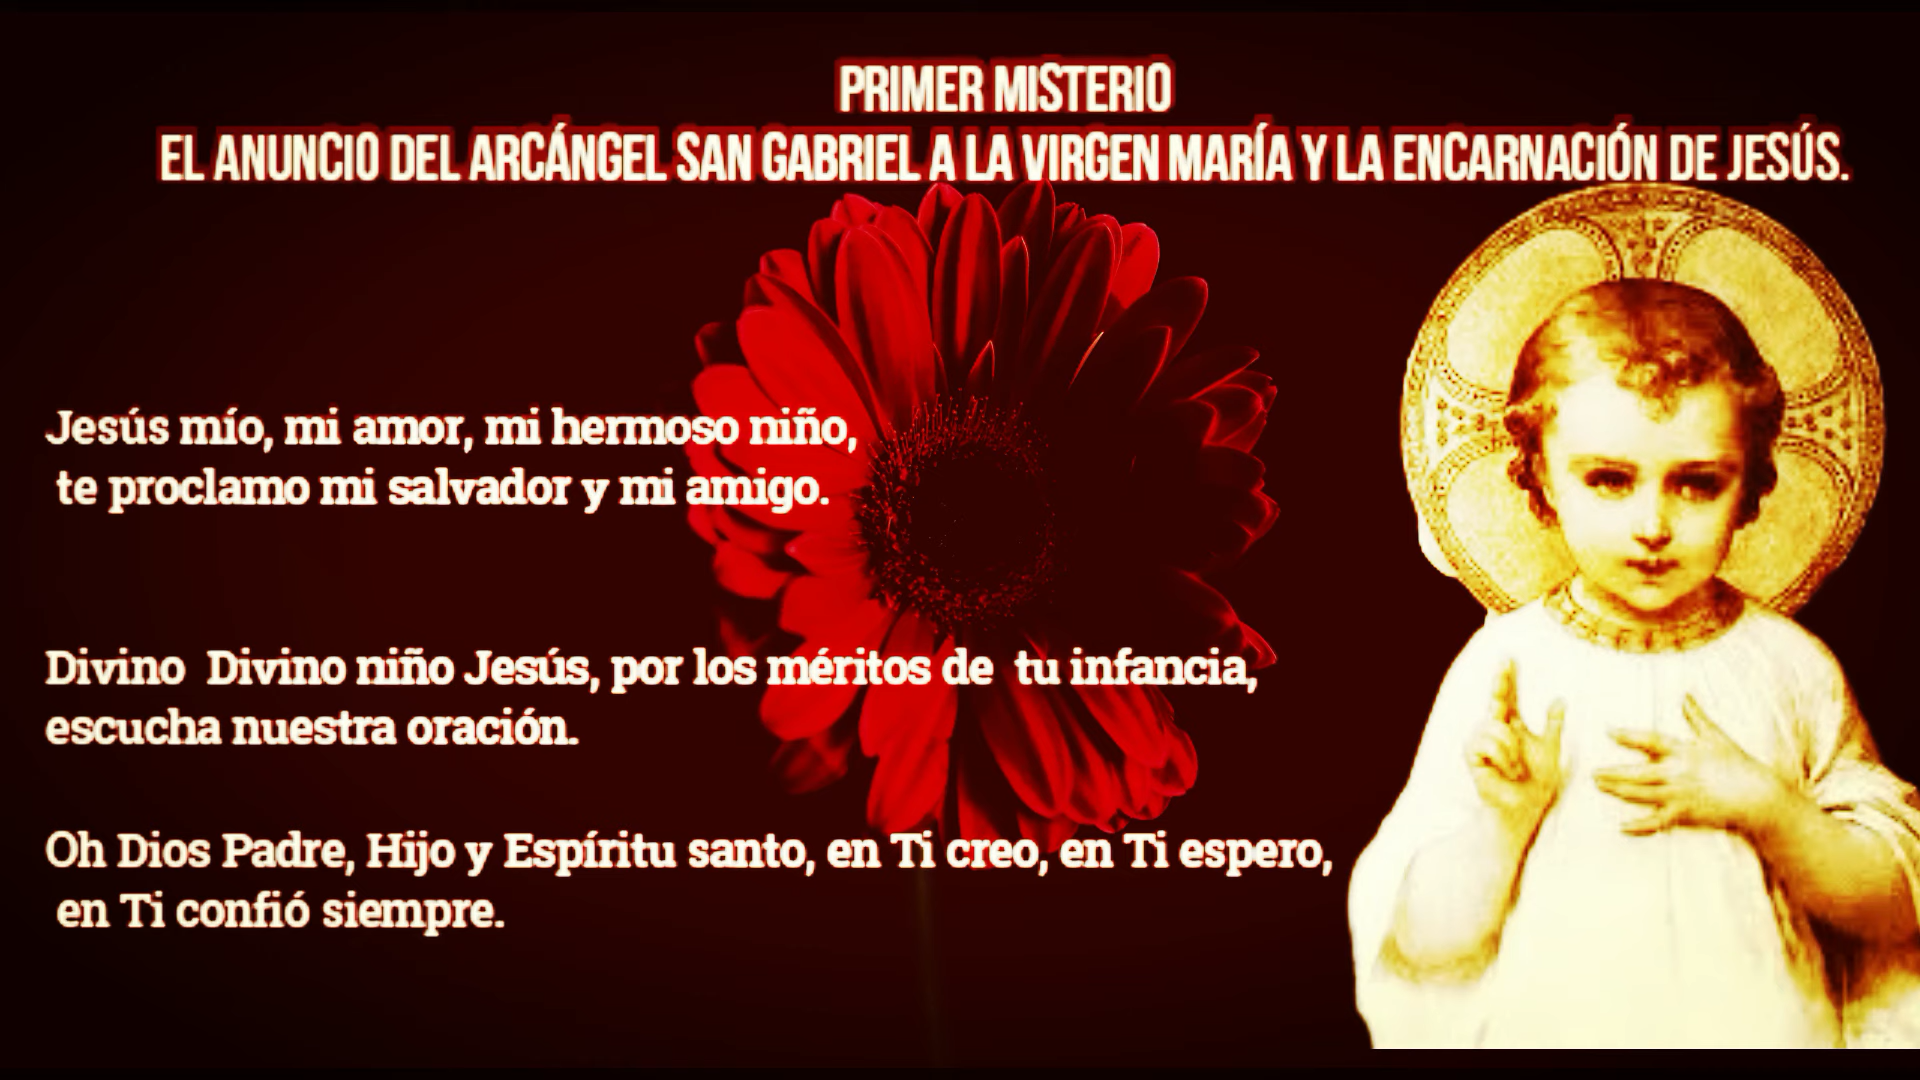 PRIMER MISTERIO
EL ANUNCIO DEL ARCÁNGEL SAN GABRIEL A LA VIRGEN MARÍA Y LA ENCARNACIÓN DE JESÚS.
Jesús mío, mi amor, mi hermoso niño,
te proclamo mi salvador y mi amigo.
Divino Divino niño Jesús, por los méritos de tu infancia,
escucha nuestra oración.
Oh Dios Padre, Hijo y Espíritu santo, en Ti creo, en Ti espero,
en Ti confió siempre.